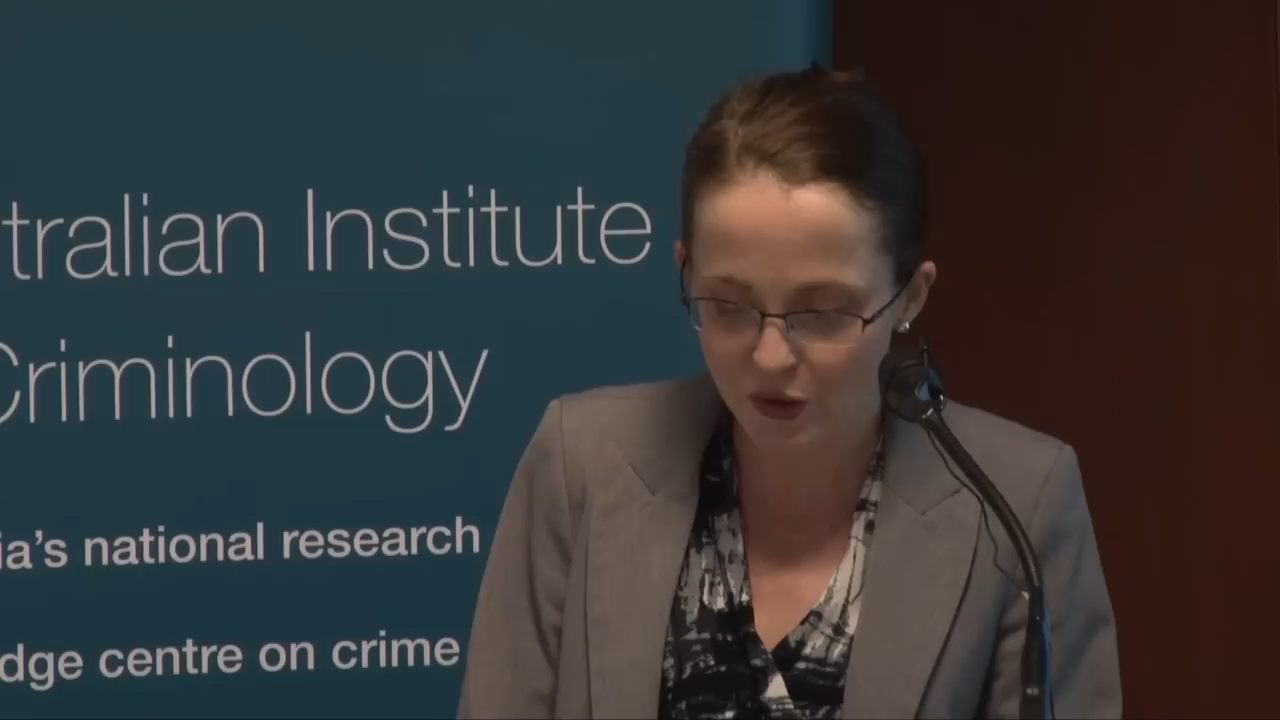 tralian Institute
Criminology
ia's national research
dge centre on crime